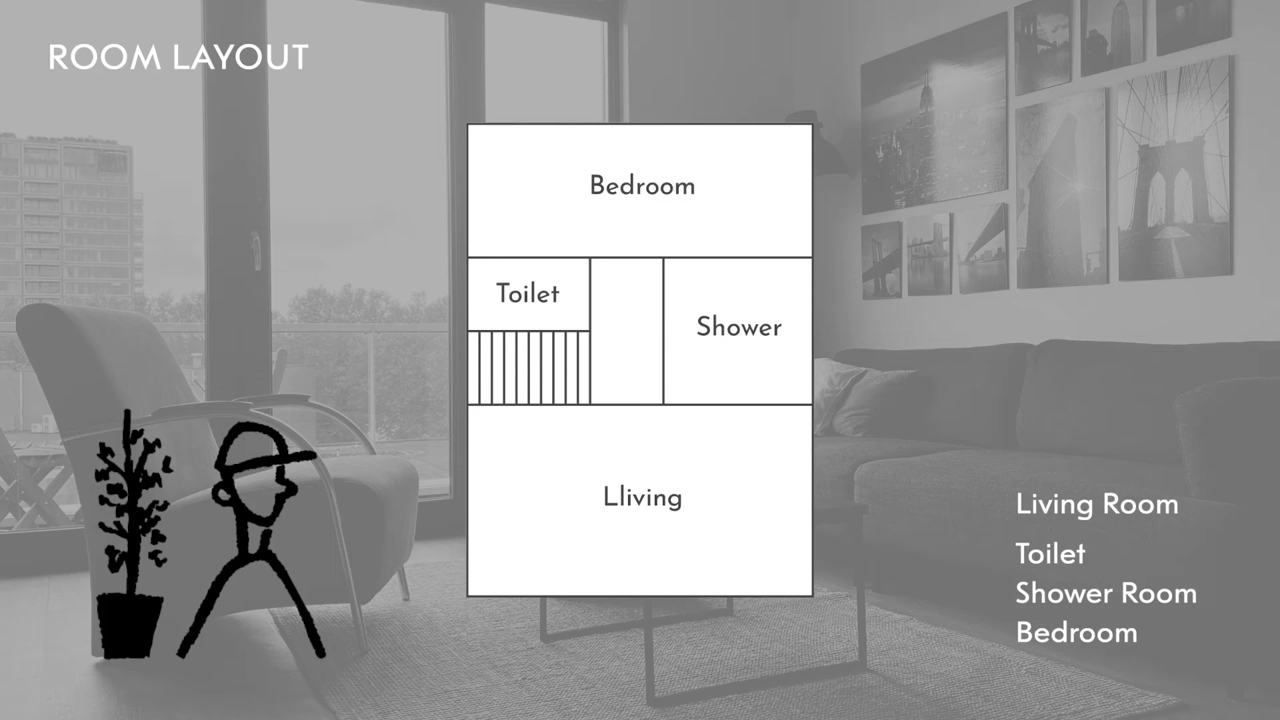 ROOM LAYOUT
Bedroom
Toilet
Shower
Lliving
Living Room
Toilet
Shower Room
Bedroom